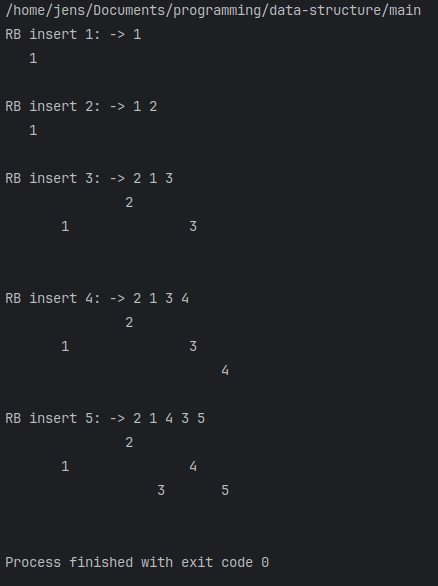 /home/jens/Documents/programming/data-structure/main
RB insert 1: -> 1
   1
RB insert 2: -> 1 2
   1
RB insert 3: -> 2 1 3
               2
       1               3
RB insert 4: -> 2 1 3 4
               2
       1               3
                           4
RB insert 5: -> 2 1 4 3 5
               2
       1               4
                   3       5
Process finished with exit code 0